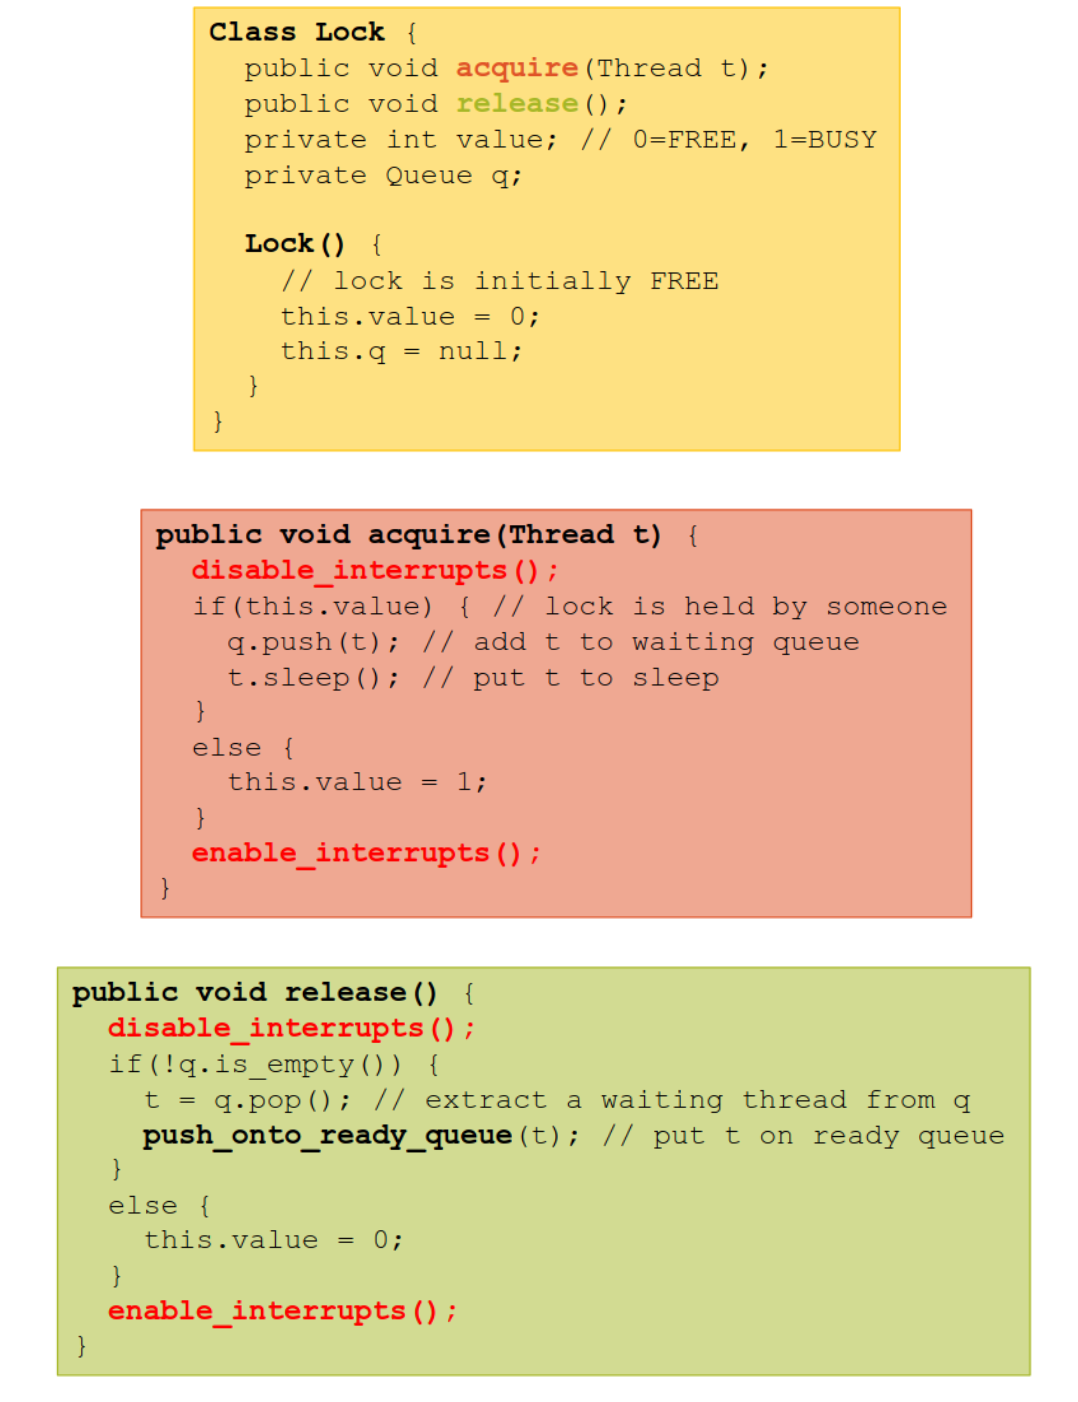 Class Lock {
public void acquire(Thread t);
public void release();
private int value; // 0=FREE, 1=BUSY
private Queue q;
Lock() {
// lock is initially FREE
this.value = 0;
this.q = null;
}
}
public void acquire(Thread t) {
disable_interrupts();
if(this.value) { // lock is held by someone
q.push(t); // add t to waiting queue
t.sleep(); // put t to sleep
}
else {
this.value = 1;
}
enable_interrupts();
}
public void release() {
disable_interrupts();
if(!q.is_empty()) {
t = q.pop(); // extract a waiting thread from q
push_onto_ready_queue(t); // put t on ready queue
}
else {
this.value = 0;
}
enable_interrupts();
}